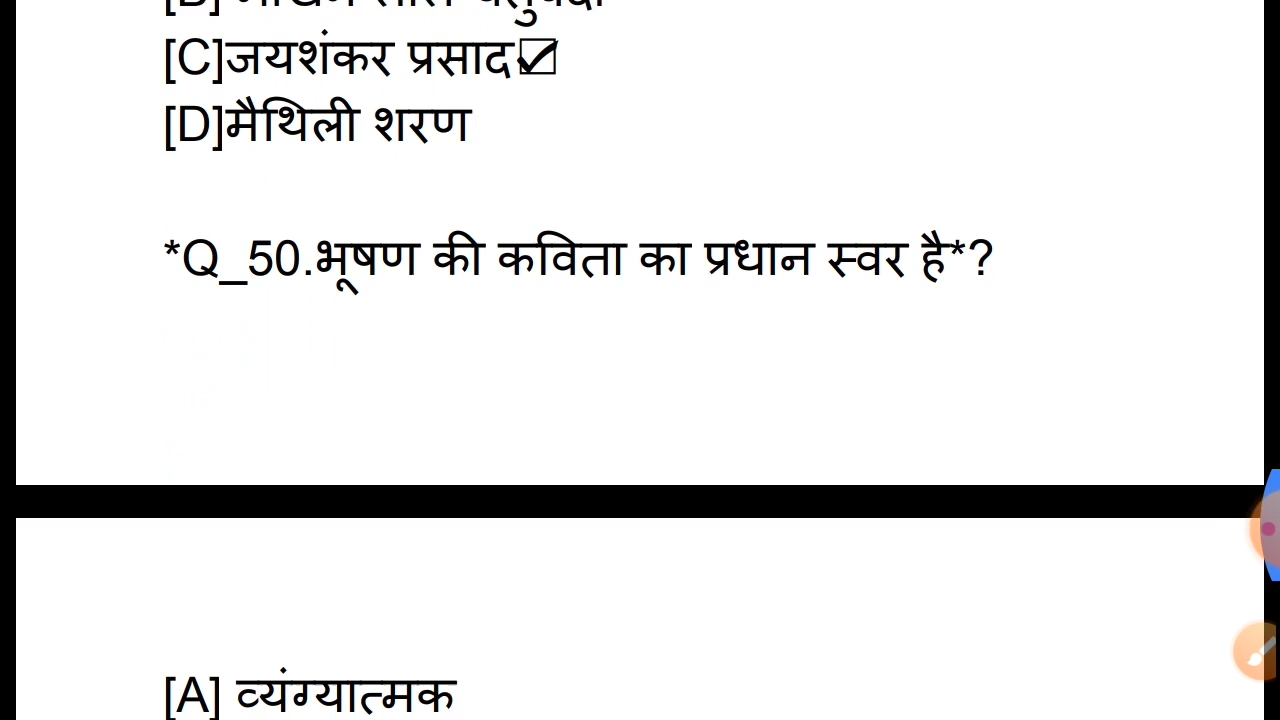 [C]जयशंकर प्रसाद☑
[D]मैथिली शरण
*Q_50.भूषण की कविता का प्रधान स्वर है*?
[A] व्यंग्यात्मक